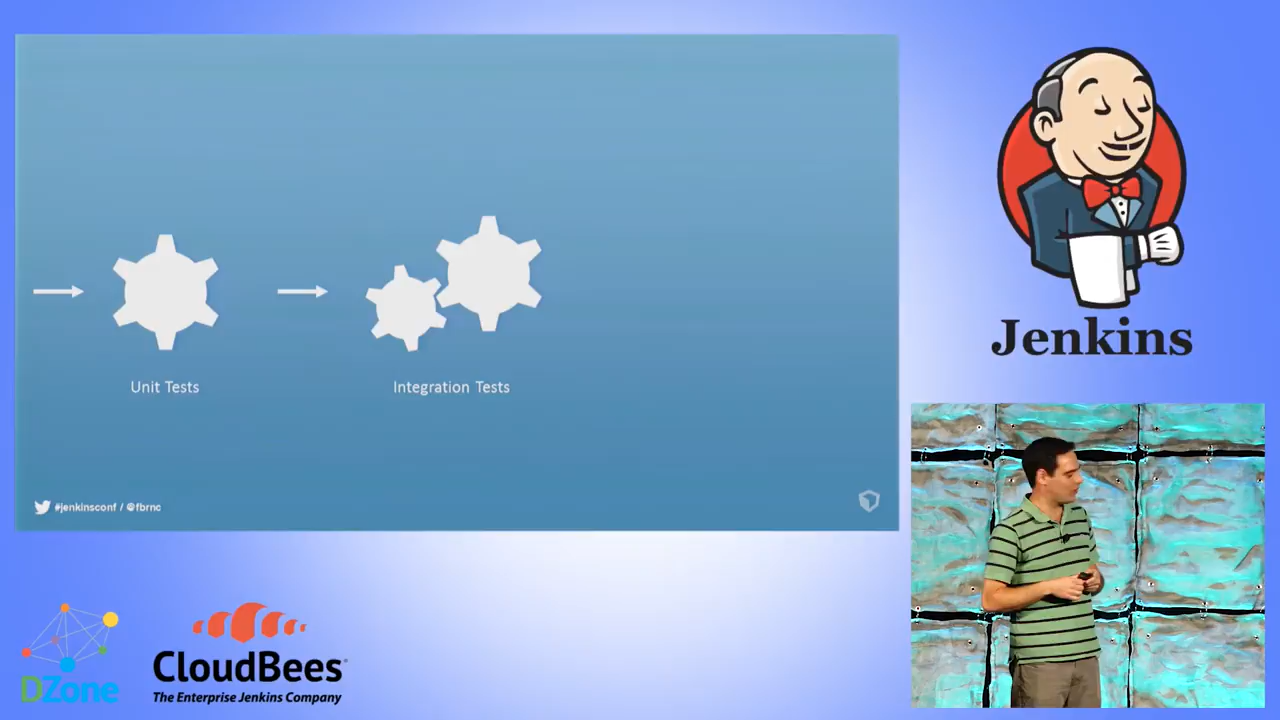 Unit Tests
Integration Tests
#jenkinsconf / @fbrnc
Jenkins
DZone
CloudBees
The Enterprise Jenkins Company